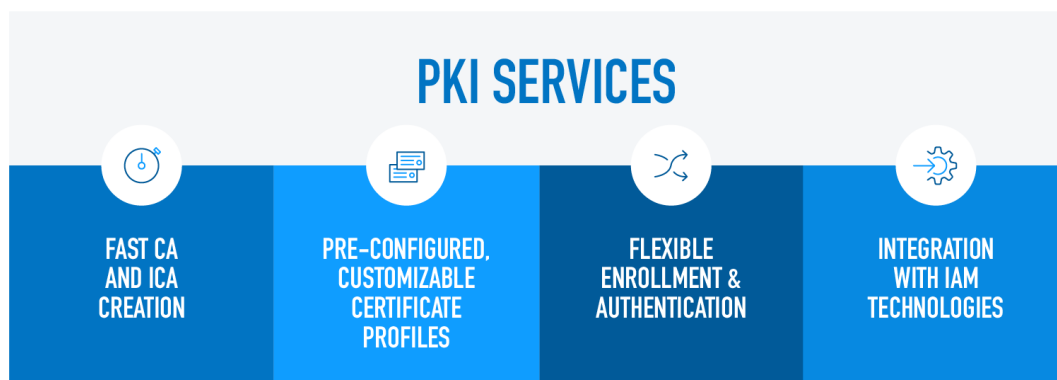 PKI SERVICES
FAST CA
AND ICA
CREATION
PRE-CONFIGURED,
CUSTOMIZABLE
CERTIFICATE
PROFILES
FLEXIBLE
ENROLLMENT &
AUTHENTICATION
INTEGRATION
WITH IAM
TECHNOLOGIES